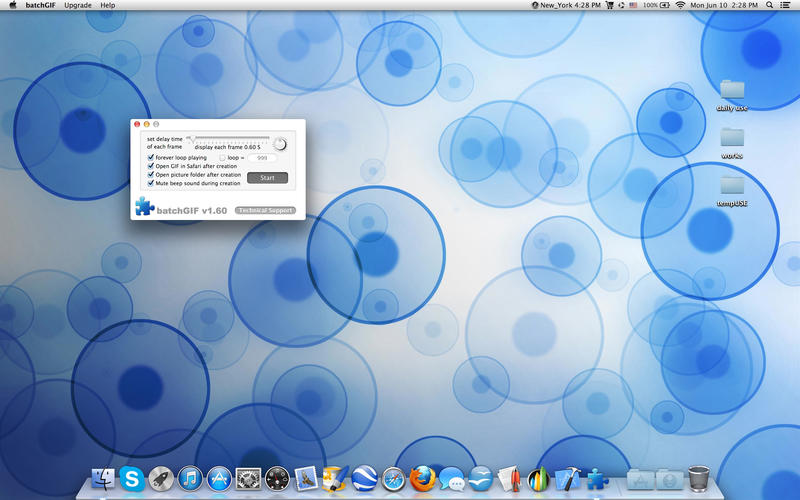 batchGIF Upgrade Help
New_York 4:28 PM 100% Mon Jun 10 2:28 PM
set delay time
of each frame
display each frame 0.60 S
forever loop playing loop = 999
Open GIF in Safari after creation
Open picture folder after creation
Mute beep sound during creation
Start
batchGIF v1.60 Technical Support
daily use
works
tempUSE